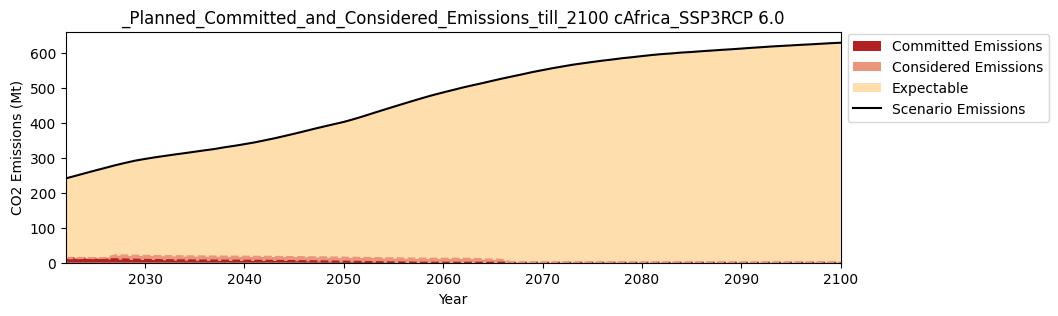 _Planned_Committed_and_Considered_Emissions_till_2100 cAfrica_SSP3RCP 6.0
Committed Emissions
Considered Emissions
Expectable
Scenario Emissions
CO2 Emissions (Mt)
600
500
400
300
200
100
0
2030 2040 2050 2060 2070 2080 2090 2100
Year